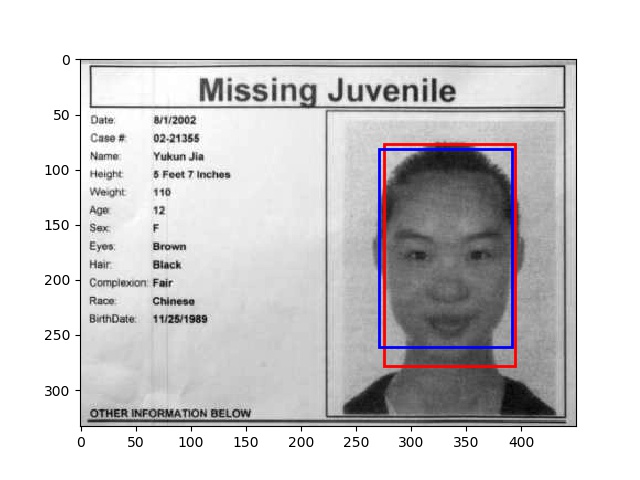 Missing Juvenile
Date: 8/1/2002
Case #: 02-21355
Name: Yukun Jia
Height: 5 Feet 7 Inches
Weight: 110
Age: 12
Sex: F
Eyes: Brown
Hair: Black
Complexion: Fair
Race: Chinese
BirthDate: 11/25/1989
OTHER INFORMATION BELOW
0
50
100
150
200
250
300
0 50 100 150 200 250 300 350 400